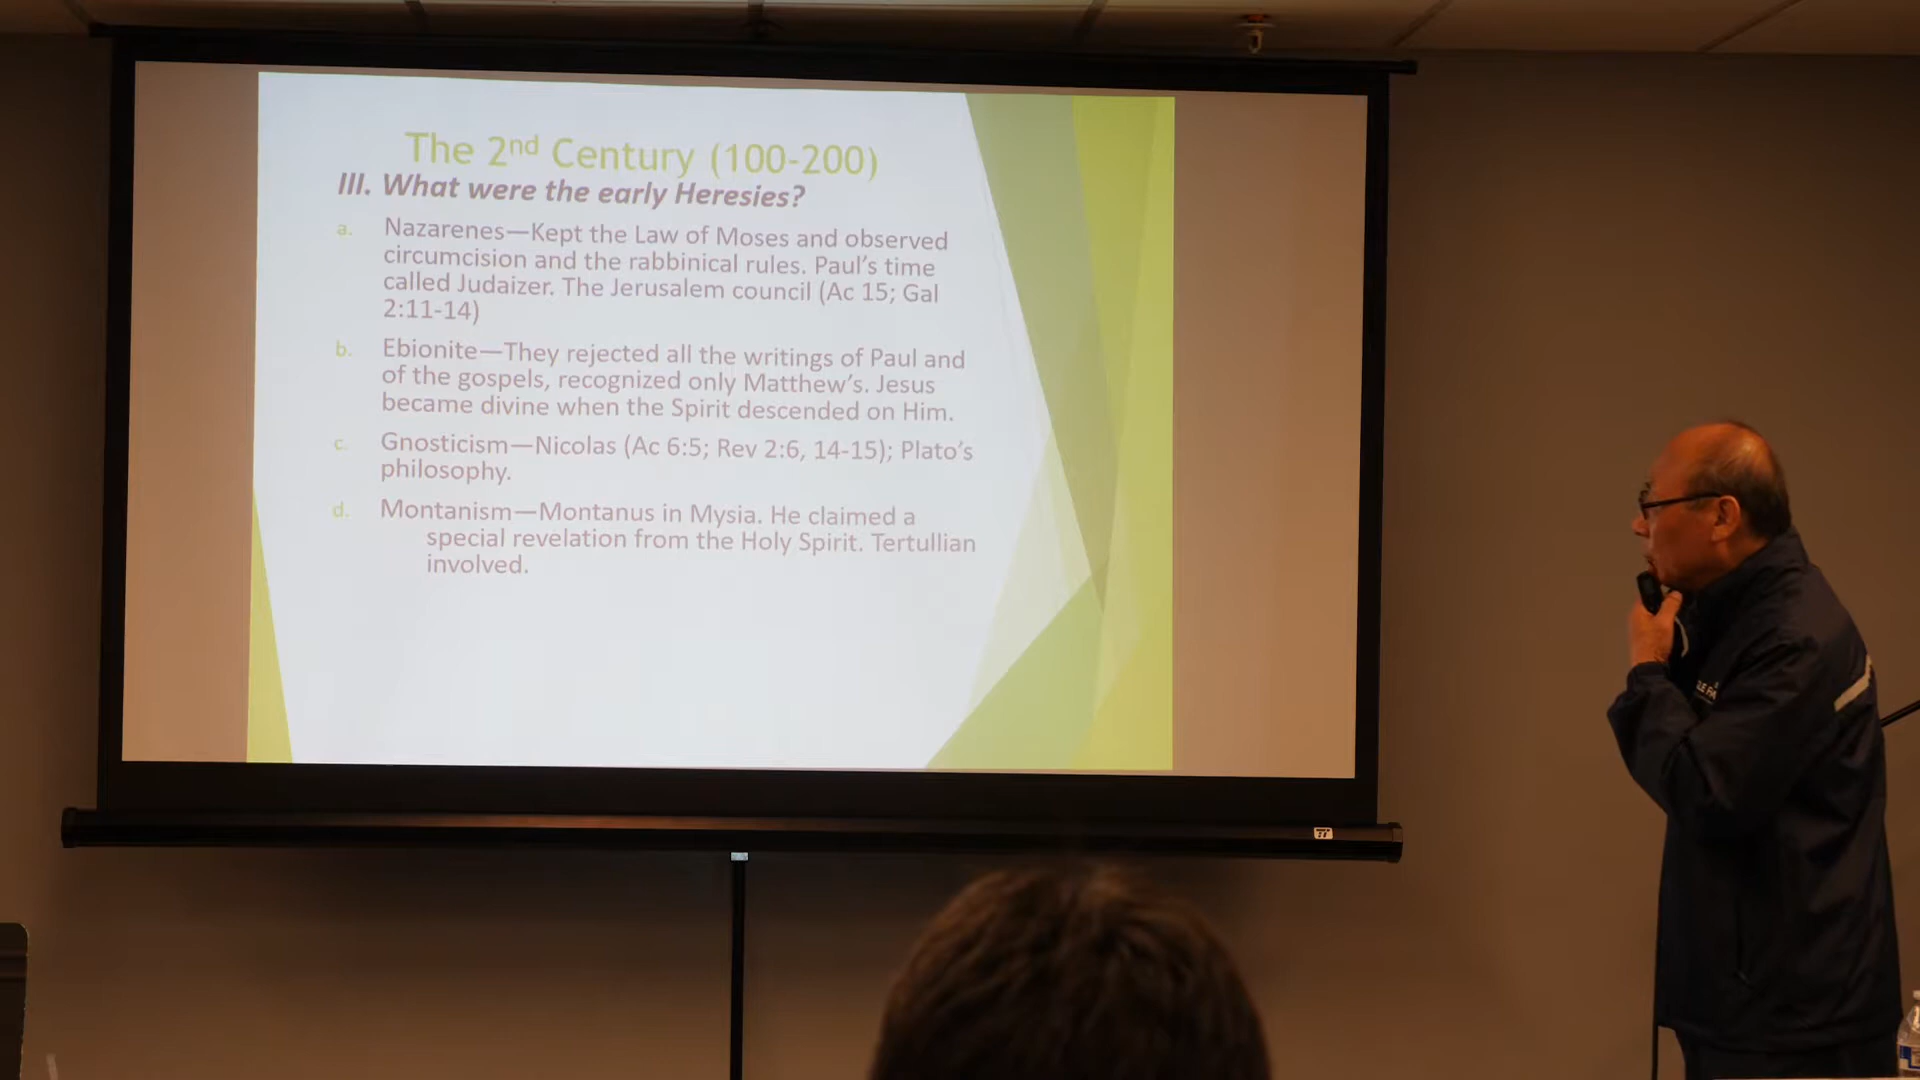 The 2nd Century (100-200)
III. What were the early Heresies?
a. Nazarenes—Kept the Law of Moses and observed
circumcision and the rabbinical rules. Paul's time
called Judaizer. The Jerusalem council (Ac 15; Gal
2:11-14)
b. Ebionite—They rejected all the writings of Paul and
of the gospels, recognized only Matthew's. Jesus
became divine when the Spirit descended on Him.
c. Gnosticism—Nicolas (Ac 6:5; Rev 2:6, 14-15); Plato's
philosophy.
d. Montanism—Montanus in Mysia. He claimed a
special revelation from the Holy Spirit. Tertullian
involved.